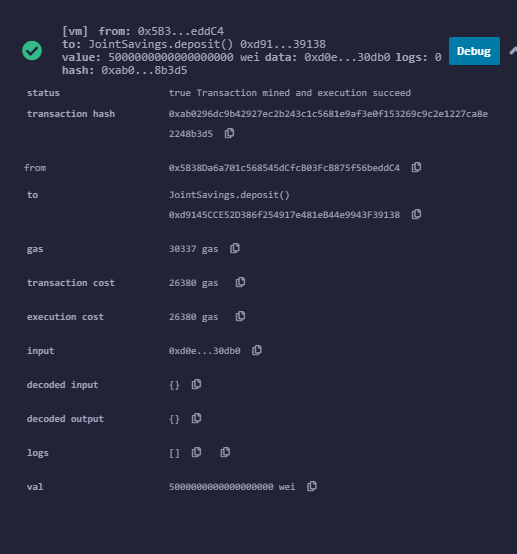 [vm] from: 0x5B3...eddC4
to: JointSavings.deposit() 0xd91...39138
value: 5000000000000000000 wei data: 0xd0e...30db0 logs: 0
hash: 0xab0...8b3d5
Debug
status true Transaction mined and execution succeed
transaction hash 0xab0296dc9b42927ec2b243c1c5681e9af3e0f153269c9c2e1227ca8e
2248b3d5
from 0x5B38Da6a701c568545dCfcB03FcB875f56beddC4
to JointSavings.deposit()
0xd9145CCE52D386f254917e481eB44e9943F39138
gas 30337 gas
transaction cost 26380 gas
execution cost 26380 gas
input 0xd0e...30db0
decoded input {}
decoded output {}
logs []
val 5000000000000000000 wei